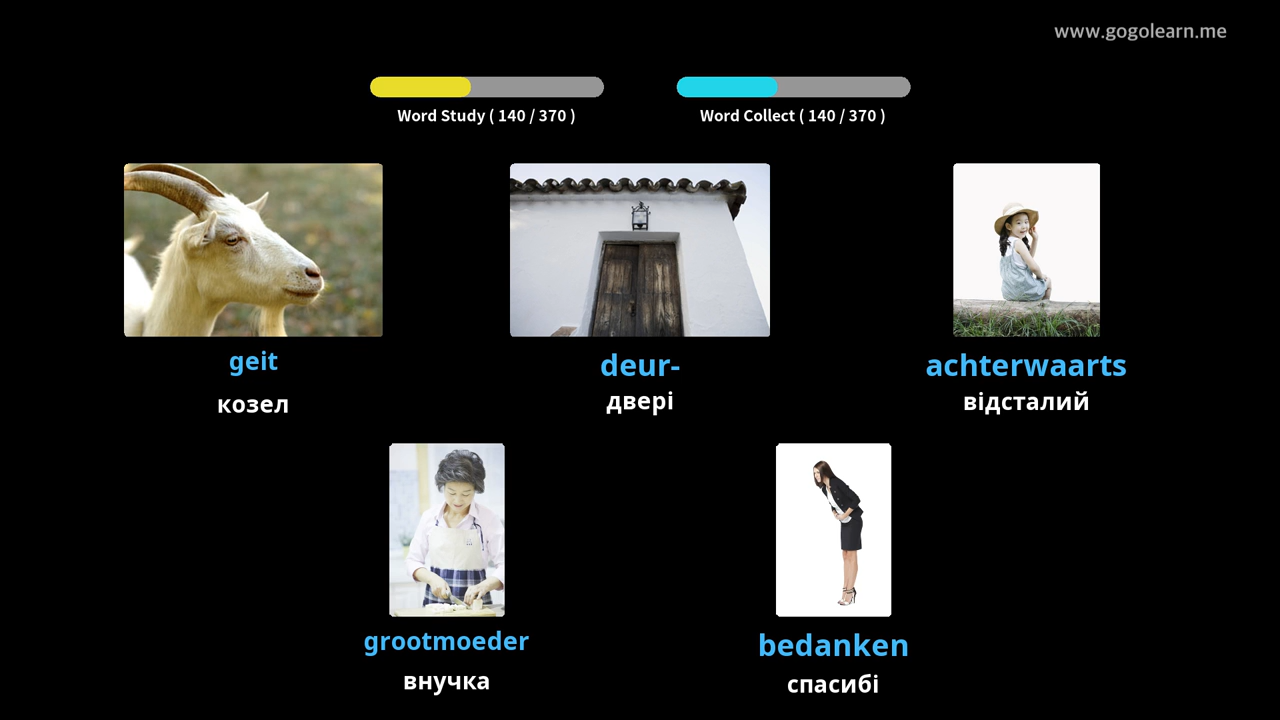 www.gogolearn.me
Word Study ( 140 / 370 )
Word Collect ( 140 / 370 )
geit
deur-
achterwaarts
козел
двері
відсталий
grootmoeder
bedanken
внучка
спасибі